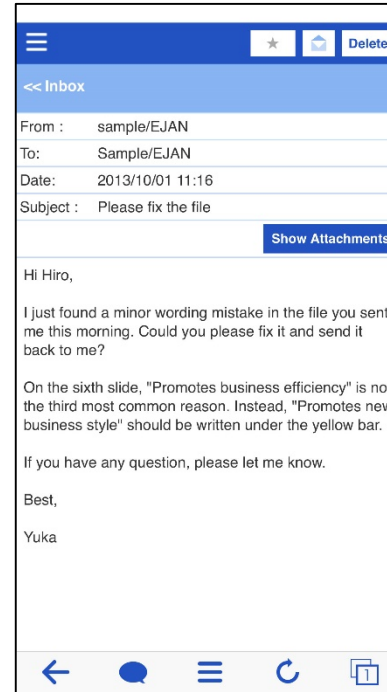 Delete
<< Inbox
From : sample/EJAN
To: Sample/EJAN
Date: 2013/10/01 11:16
Subject : Please fix the file
Show Attachments
Hi Hiro,
I just found a minor wording mistake in the file you sent
me this morning. Could you please fix it and send it
back to me?
On the sixth slide, "Promotes business efficiency" is
the third most common reason. Instead, "Promotes
business style" should be written under the yellow bar.
If you have any question, please let me know.
Best,
Yuka
1